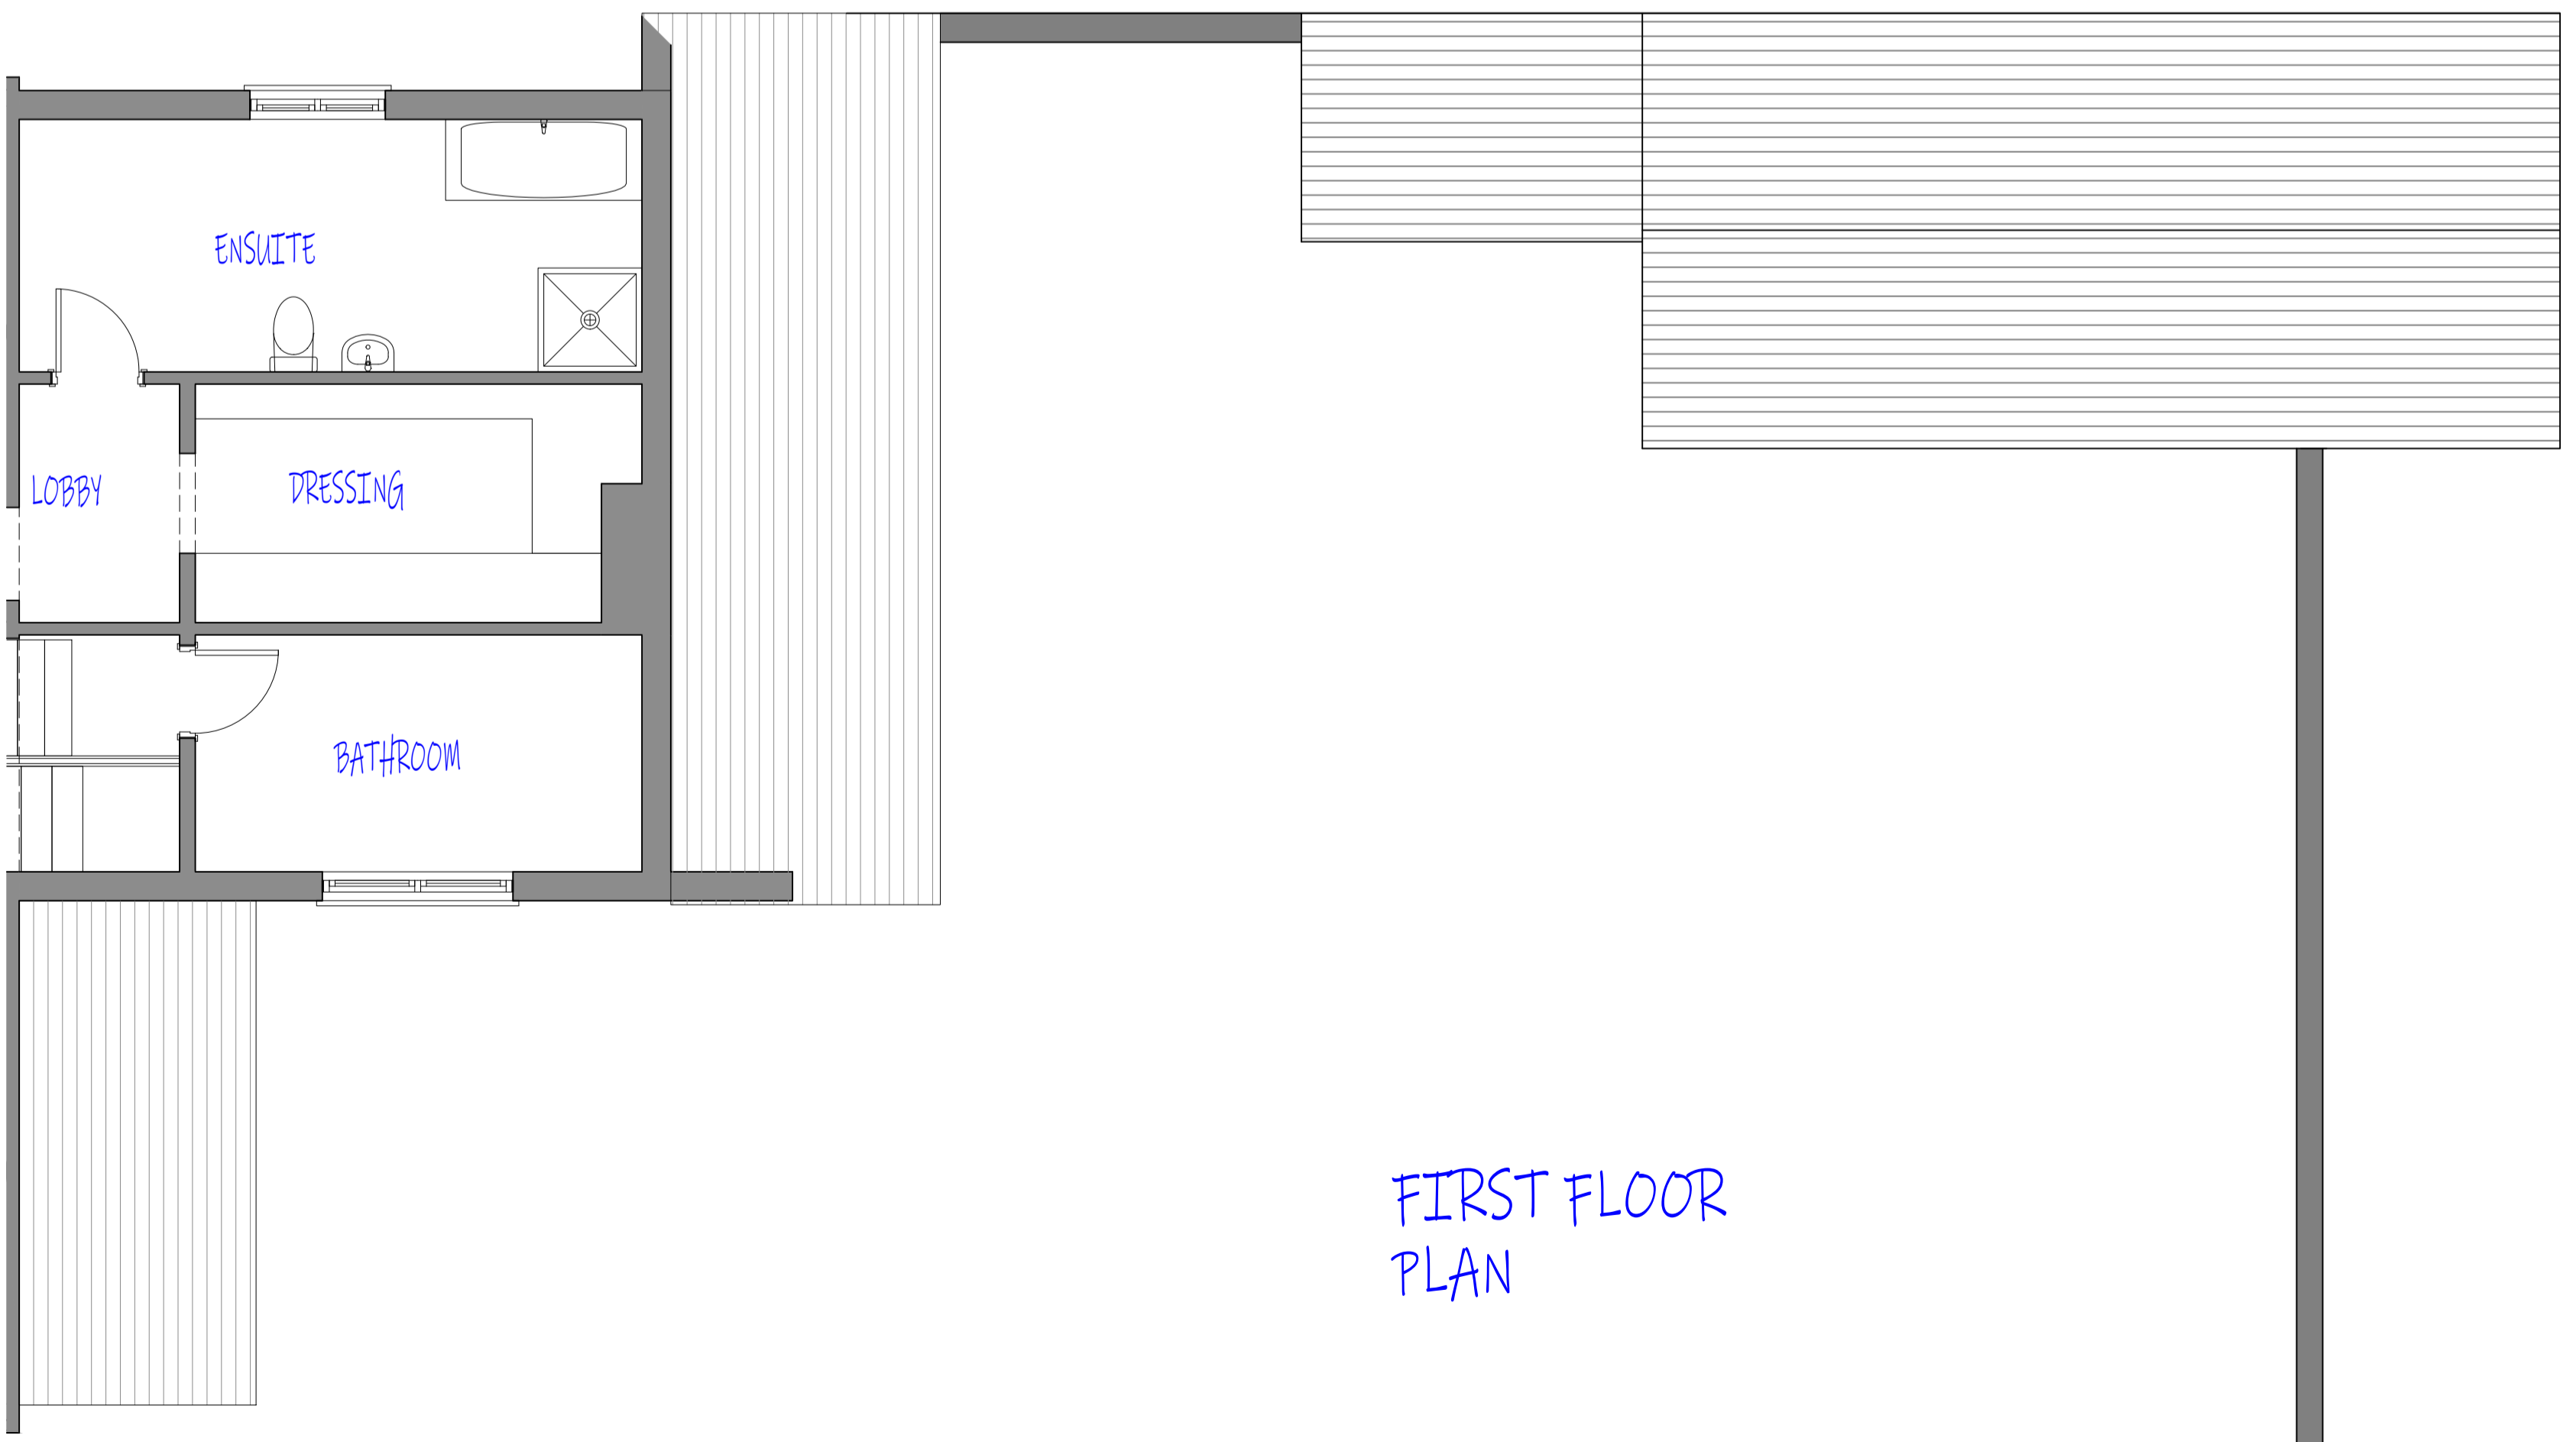 ENSUITE
LOBBY
DRESSING
BATHROOM
FIRST FLOOR
PLAN